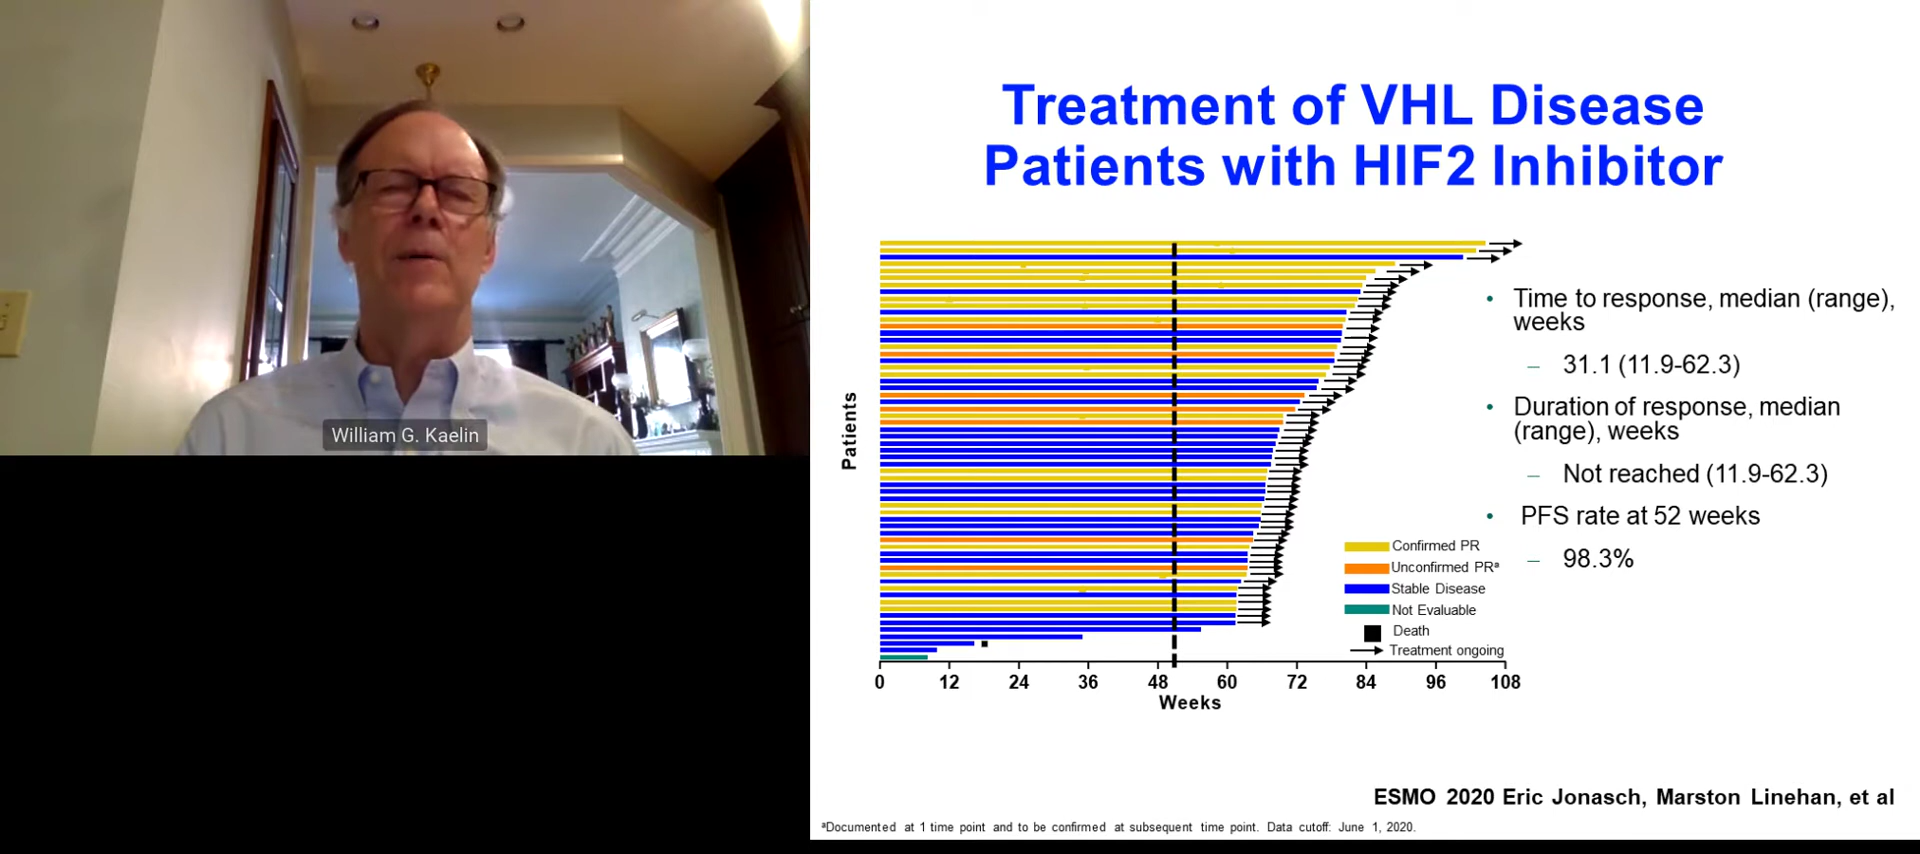 William G. Kaelin
Treatment of VHL Disease
Patients with HIF2 Inhibitor
Patients
• Time to response, median (range),
weeks
– 31.1 (11.9-62.3)
• Duration of response, median
(range), weeks
– Not reached (11.9-62.3)
• PFS rate at 52 weeks
– 98.3%
Confirmed PR
Unconfirmed PRª
Stable Disease
Not Evaluable
Death
Treatment ongoing
0 12 24 36 48 60 72 84 96 108
Weeks
ESMO 2020 Eric Jonasch, Marston Linehan, et al
ªDocumented at 1 time point and to be confirmed at subsequent time point. Data cutoff: June 1, 2020.